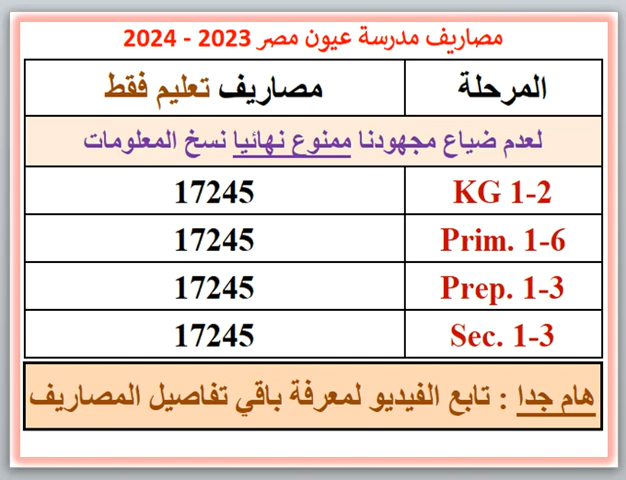 مصاريف مدرسة عيون مصر 2023 - 2024
المرحلة مصاريف تعليم فقط
لعدم ضياع مجهودنا ممنوع نهائيا نسخ المعلومات
KG 1-2 17245
Prim. 1-6 17245
Prep. 1-3 17245
Sec. 1-3 17245
هام جدا : تابع الفيديو لمعرفة باقي تفاصيل المصاريف